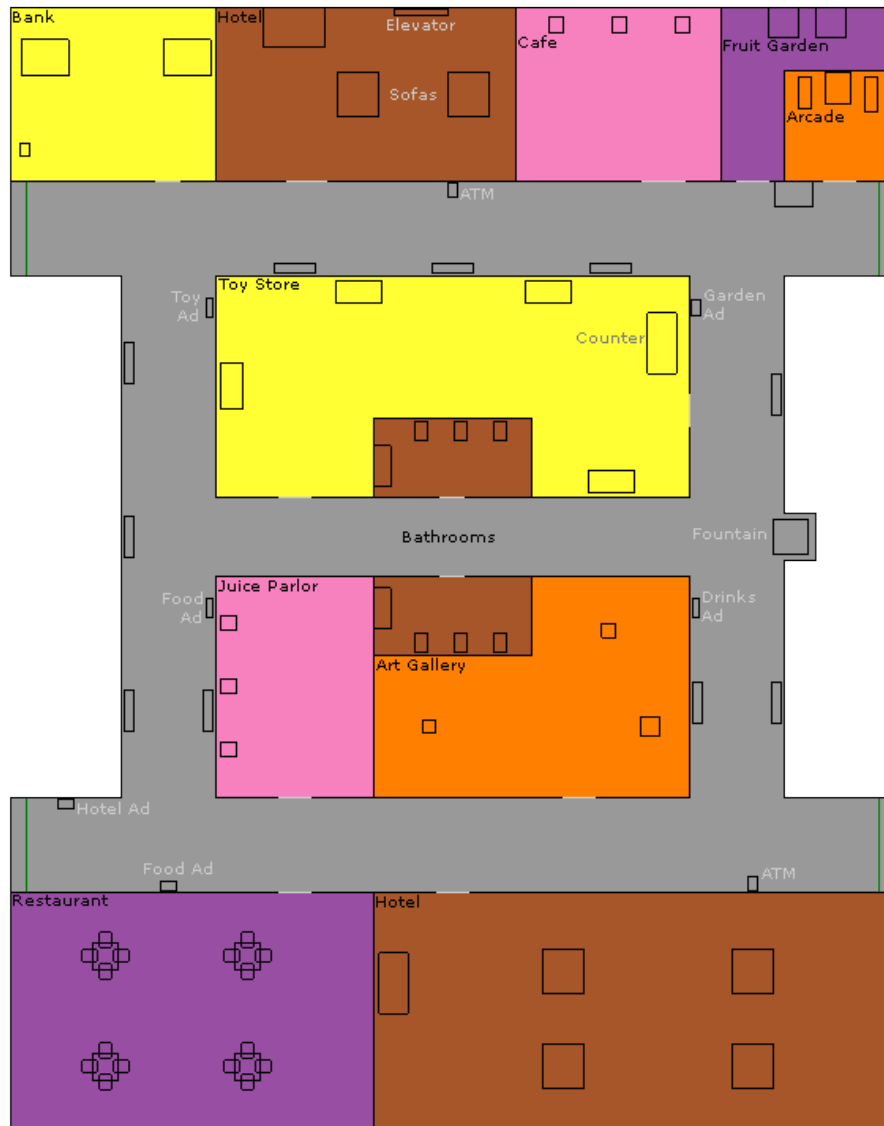 Bank
Hotel
Elevator
Cafe
Fruit Garden
Sofas
Arcade
ATM
Toy Store
Toy
Ad
Garden
Ad
Counter
Bathrooms
Fountain
Juice Parlor
Food
Ad
Drinks
Ad
Art Gallery
Hotel Ad
Food Ad
ATM
Restaurant
Hotel